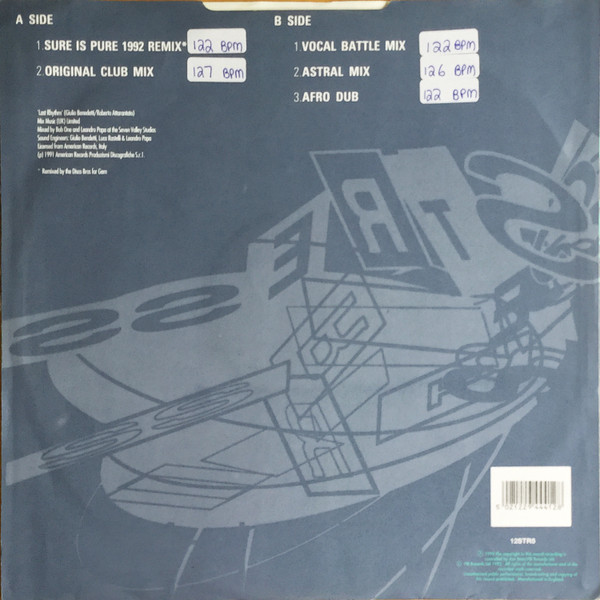 A SIDE
1.SURE IS PURE 1992 REMIX* 122 BPM
2.ORIGINAL CLUB MIX 127 BPM
B SIDE
1.VOCAL BATTLE MIX 122 BPM
2.ASTRAL MIX 126 BPM
3.AFRO DUB 122 BPM
'Last Rhythm' (Giulio Benedetti/Roberto Attarantato)
Mix Music (UK) Limited
Mixed by Bob One and Leandro Papa at the Seven Valley Studios
Sound Engineers: Giulio Benedetti, Luca Rastelli & Leandro Papa
Licensed from American Records, Italy
(p) 1991 American Records Produzioni Discografiche S.r.l.
* Remixed by the Disco Bros for Gem
STRESS
12STR8